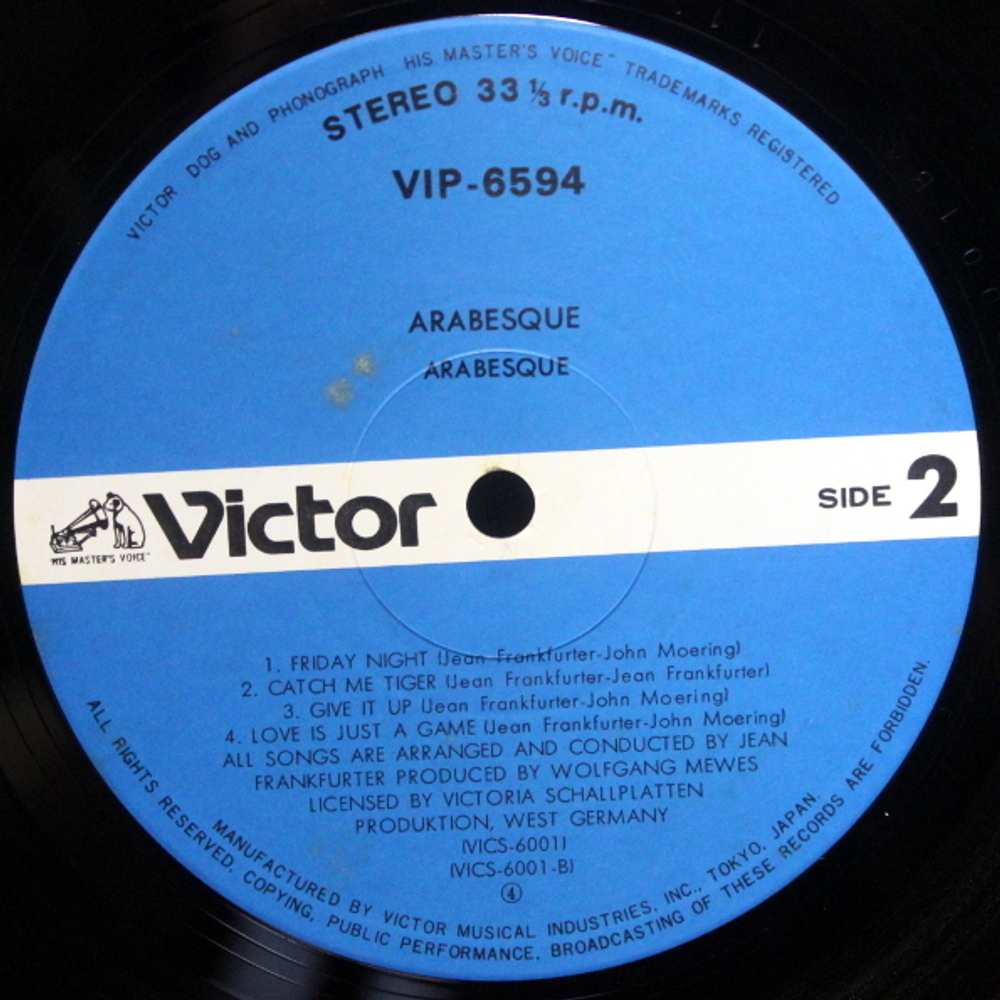 VICTOR DOG AND PHONOGRAPH HIS MASTER'S VOICE" TRADEMARKS REGISTERED
STEREO 33 ⅓ r.p.m.
VIP-6594
ARABESQUE
ARABESQUE
"HIS MASTER'S VOICE"
Victor
SIDE 2
1. FRIDAY NIGHT (Jean Frankfurter-John Moering)
2. CATCH ME TIGER (Jean Frankfurter-Jean Frankfurter)
3. GIVE IT UP (Jean Frankfurter-John Moering)
4. LOVE IS JUST A GAME (Jean Frankfurter-John Moering)
ALL SONGS ARE ARRANGED AND CONDUCTED BY JEAN
FRANKFURTER PRODUCED BY WOLFGANG MEWES
LICENSED BY VICTORIA SCHALLPLATTEN
PRODUKTION, WEST GERMANY
(VICS-6001)
(VICS-6001-B)
④
MANUFACTURED BY VICTOR MUSICAL INDUSTRIES, INC., TOKYO, JAPAN.
ALL RIGHTS RESERVED. COPYING, PUBLIC PERFORMANCE, BROADCASTING OF THESE RECORDS ARE FORBIDDEN.